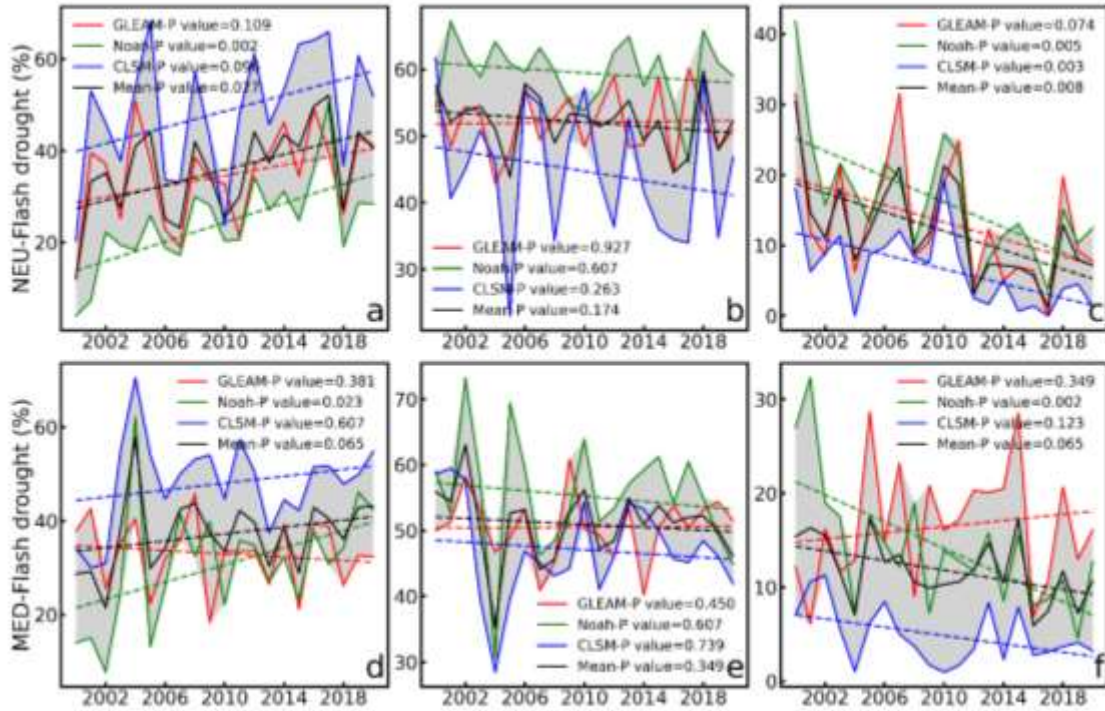 NEU-Flash drought (%)
60
40
20
GLEAM-P value=0.109
Noah-P value=0.002
CLSM-P value=0.09
Mean-P value=0.027
a
2002 2006 2010 2014 2018
60
50
40
30
GLEAM-P value=0.927
Noah-P value=0.607
CLSM-P value=0.263
Mean-P value=0.174
b
2002 2006 2010 2014 2018
40
30
20
10
0
GLEAM-P value=0.074
Noah-P value=0.005
CLSM-P value=0.003
Mean-P value=0.008
c
2002 2006 2010 2014 2018
MED-Flash drought (%)
60
40
20
GLEAM-P value=0.381
Noah-P value=0.023
CLSM-P value=0.607
Mean-P value=0.065
d
2002 2006 2010 2014 2018
70
60
50
40
30
GLEAM-P value=0.450
Noah-P value=0.607
CLSM-P value=0.739
Mean-P value=0.349
e
2002 2006 2010 2014 2018
30
20
10
0
GLEAM-P value=0.349
Noah-P value=0.002
CLSM-P value=0.123
Mean-P value=0.065
f
2002 2006 2010 2014 2018